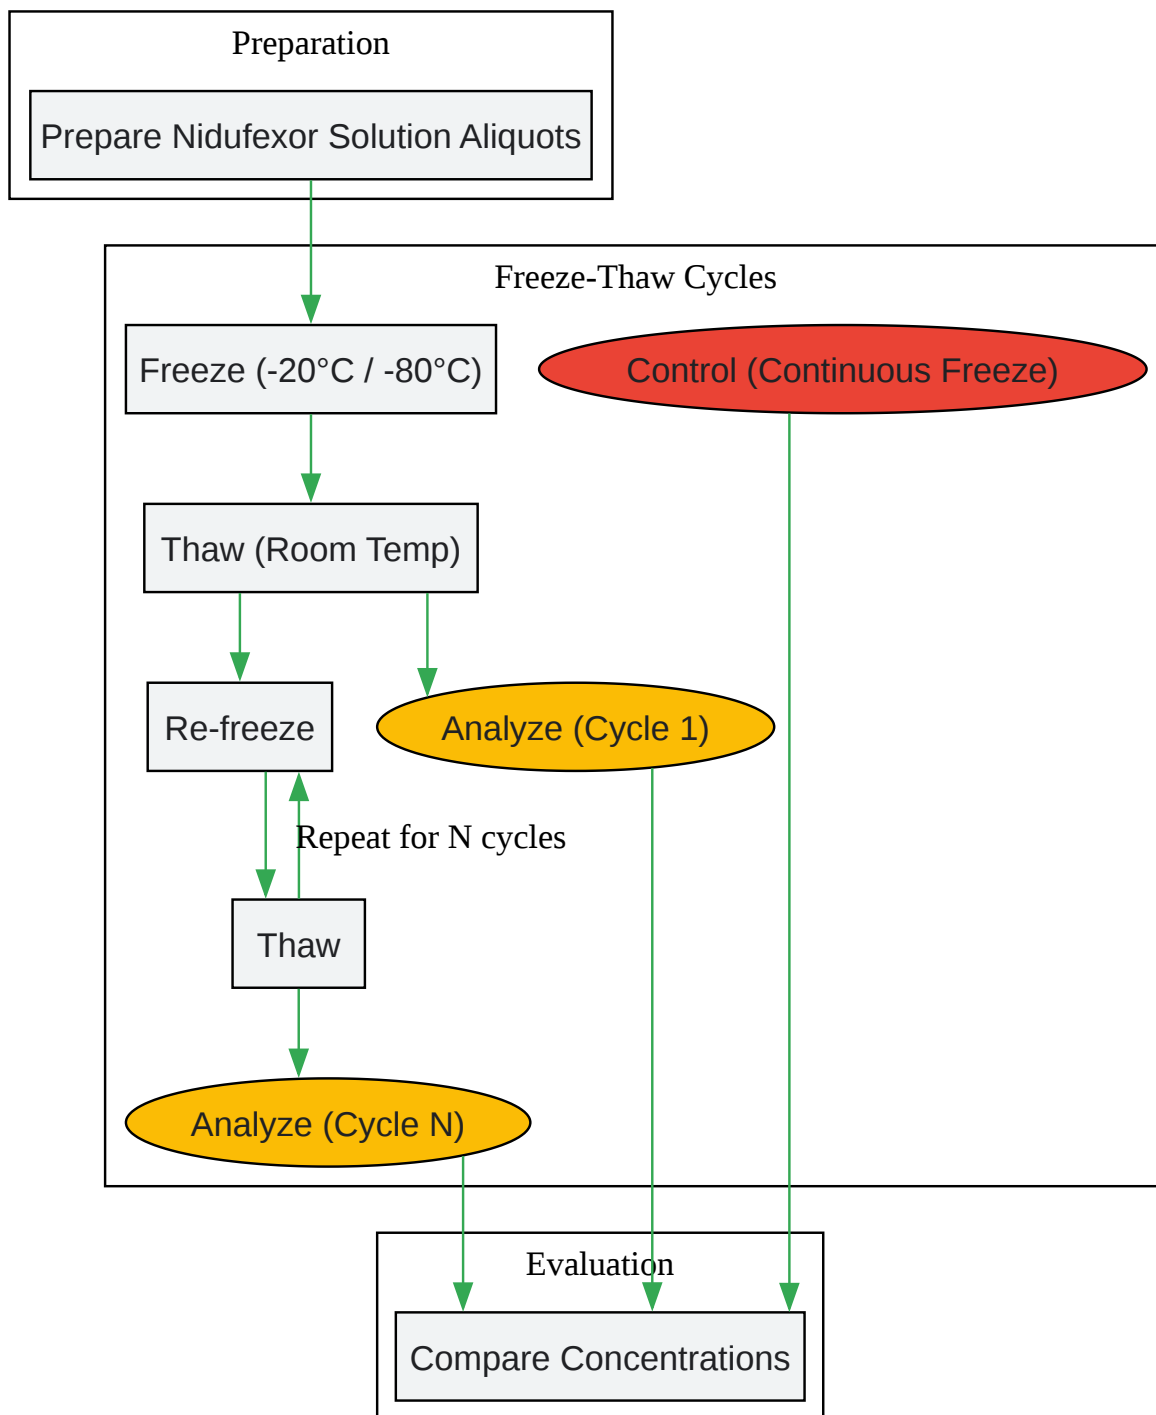 Preparation
Prepare Nidufexor Solution Aliquots
Freeze-Thaw Cycles
Freeze (-20°C / -80°C)
Control (Continuous Freeze)
Thaw (Room Temp)
Re-freeze
Analyze (Cycle 1)
Repeat for N cycles
Thaw
Analyze (Cycle N)
Evaluation
Compare Concentrations